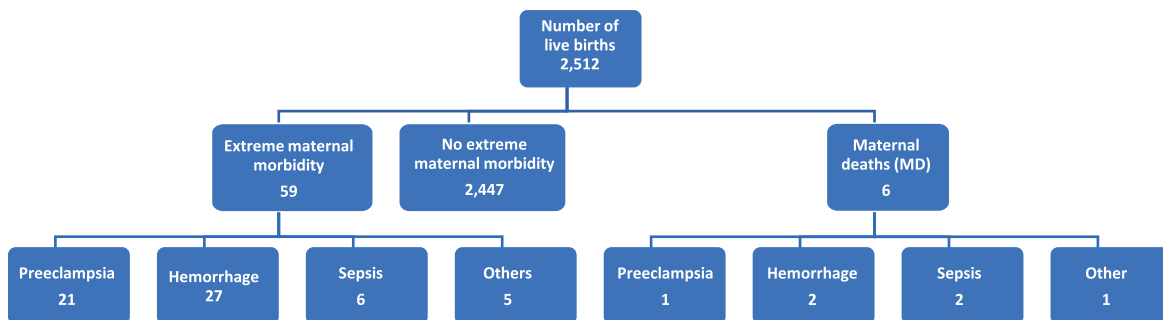 Number of
live births
2,512
Extreme maternal
morbidity
59
No extreme
maternal morbidity
2,447
Maternal
deaths (MD)
6
Preeclampsia
21
Hemorrhage
27
Sepsis
6
Others
5
Preeclampsia
1
Hemorrhage
2
Sepsis
2
Other
1